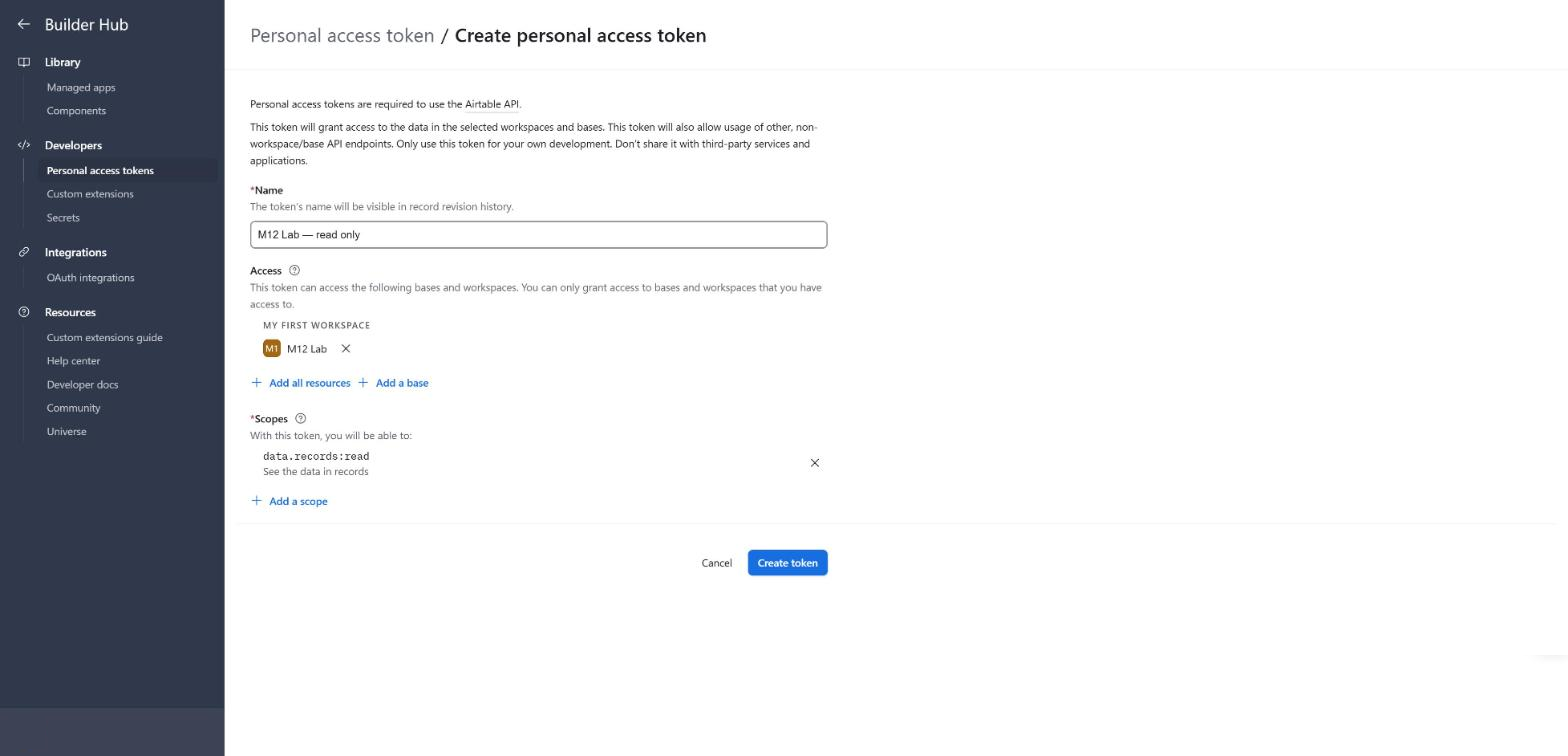 Builder Hub
Library
Managed apps
Components
Developers
Personal access tokens
Custom extensions
Secrets
Integrations
OAuth integrations
Resources
Custom extensions guide
Help center
Developer docs
Community
Universe
Personal access token / Create personal access token
Personal access tokens are required to use the Airtable API.
This token will grant access to the data in the selected workspaces and bases. This token will also allow usage of other, non-
workspace/base API endpoints. Only use this token for your own development. Don't share it with third-party services and
applications.
*Name
The token's name will be visible in record revision history.
M12 Lab — read only
Access
This token can access the following bases and workspaces. You can only grant access to bases and workspaces that you have
access to.
MY FIRST WORKSPACE
M1 M12 Lab
Add all resources Add a base
*Scopes
With this token, you will be able to:
data.records:read
See the data in records
Add a scope
Cancel Create token